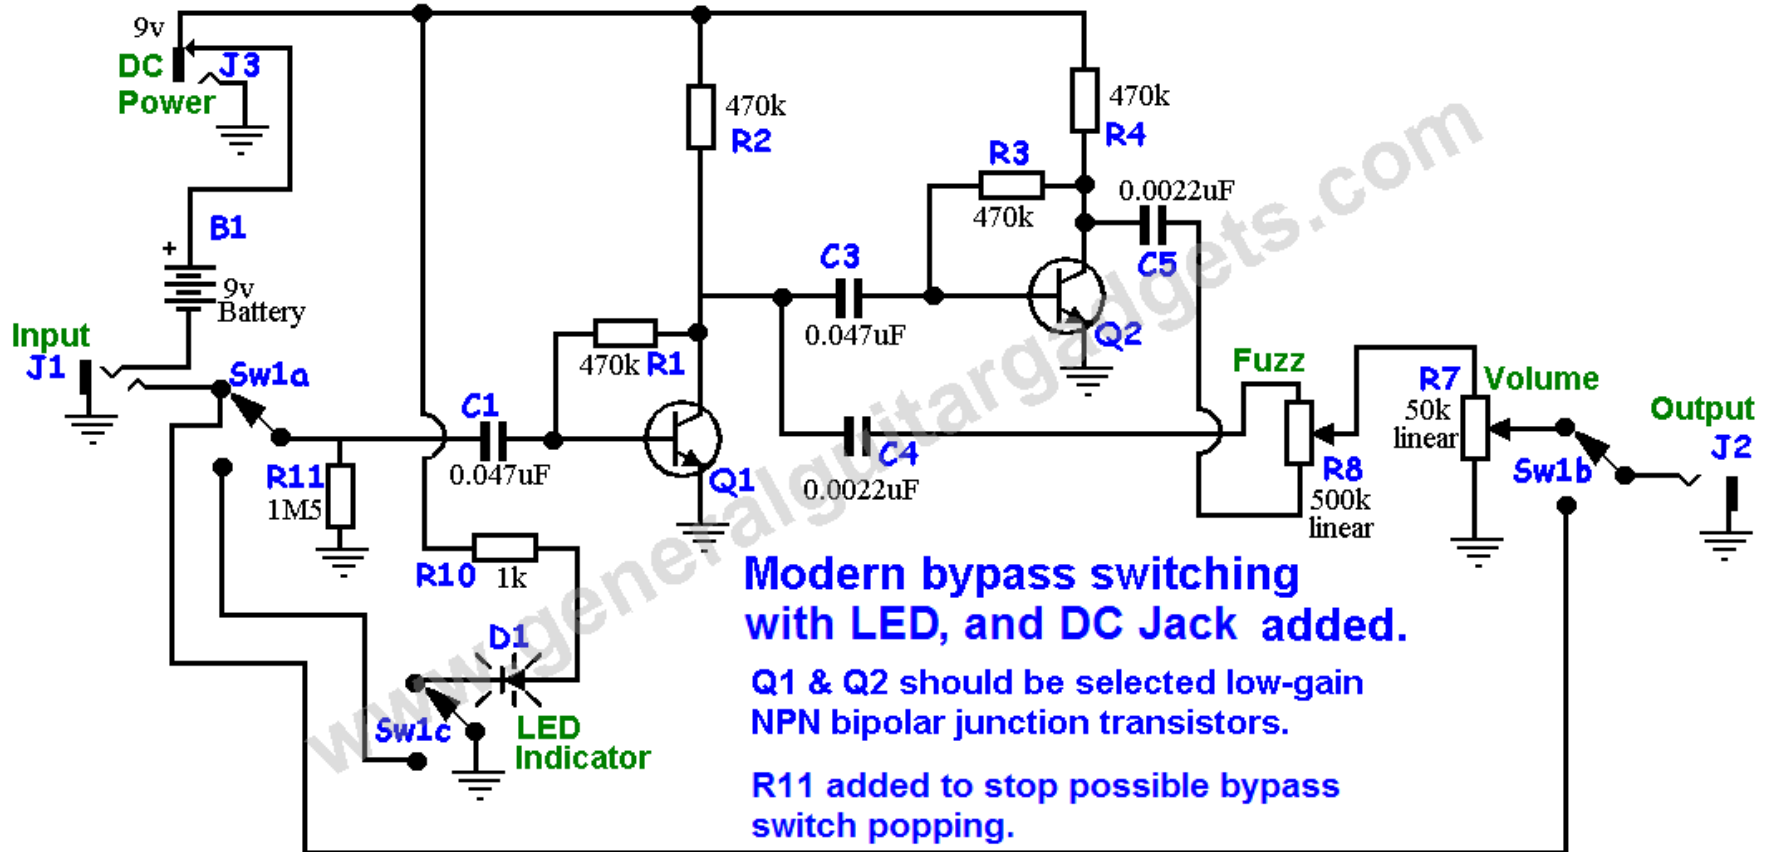 9v
DC
Power
J3
470k
R2
470k
R4
R3
470k
0.0022uF
C5
B1
+
9v
Battery
C3
0.047uF
Q2
Input
J1
Sw1a
470k R1
C1
0.047uF
Q1
C4
0.0022uF
Fuzz
R8
500k
linear
R7
50k
linear
Volume
Output
J2
Sw1b
R11
1M5
R10
1k
D1
Sw1c
LED
Indicator
Modern bypass switching
with LED, and DC Jack added.
Q1 & Q2 should be selected low-gain
NPN bipolar junction transistors.
R11 added to stop possible bypass
switch popping.
www.generalguitargadgets.com